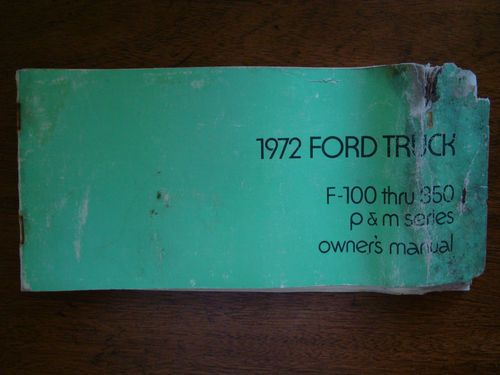 1972 FORD TRUCK
F-100 thru 350
p & m series
owner's manual